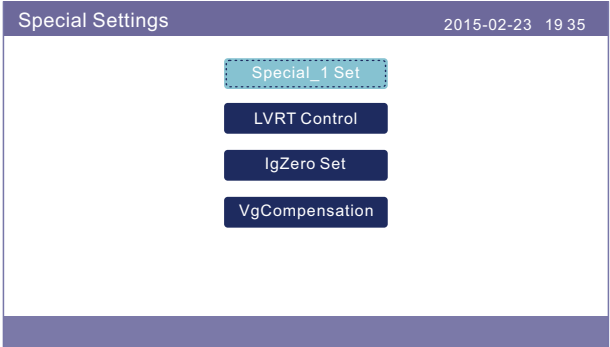 Special Settings
2015-02-23 19 35
Special_1 Set
LVRT Control
IgZero Set
VgCompensation